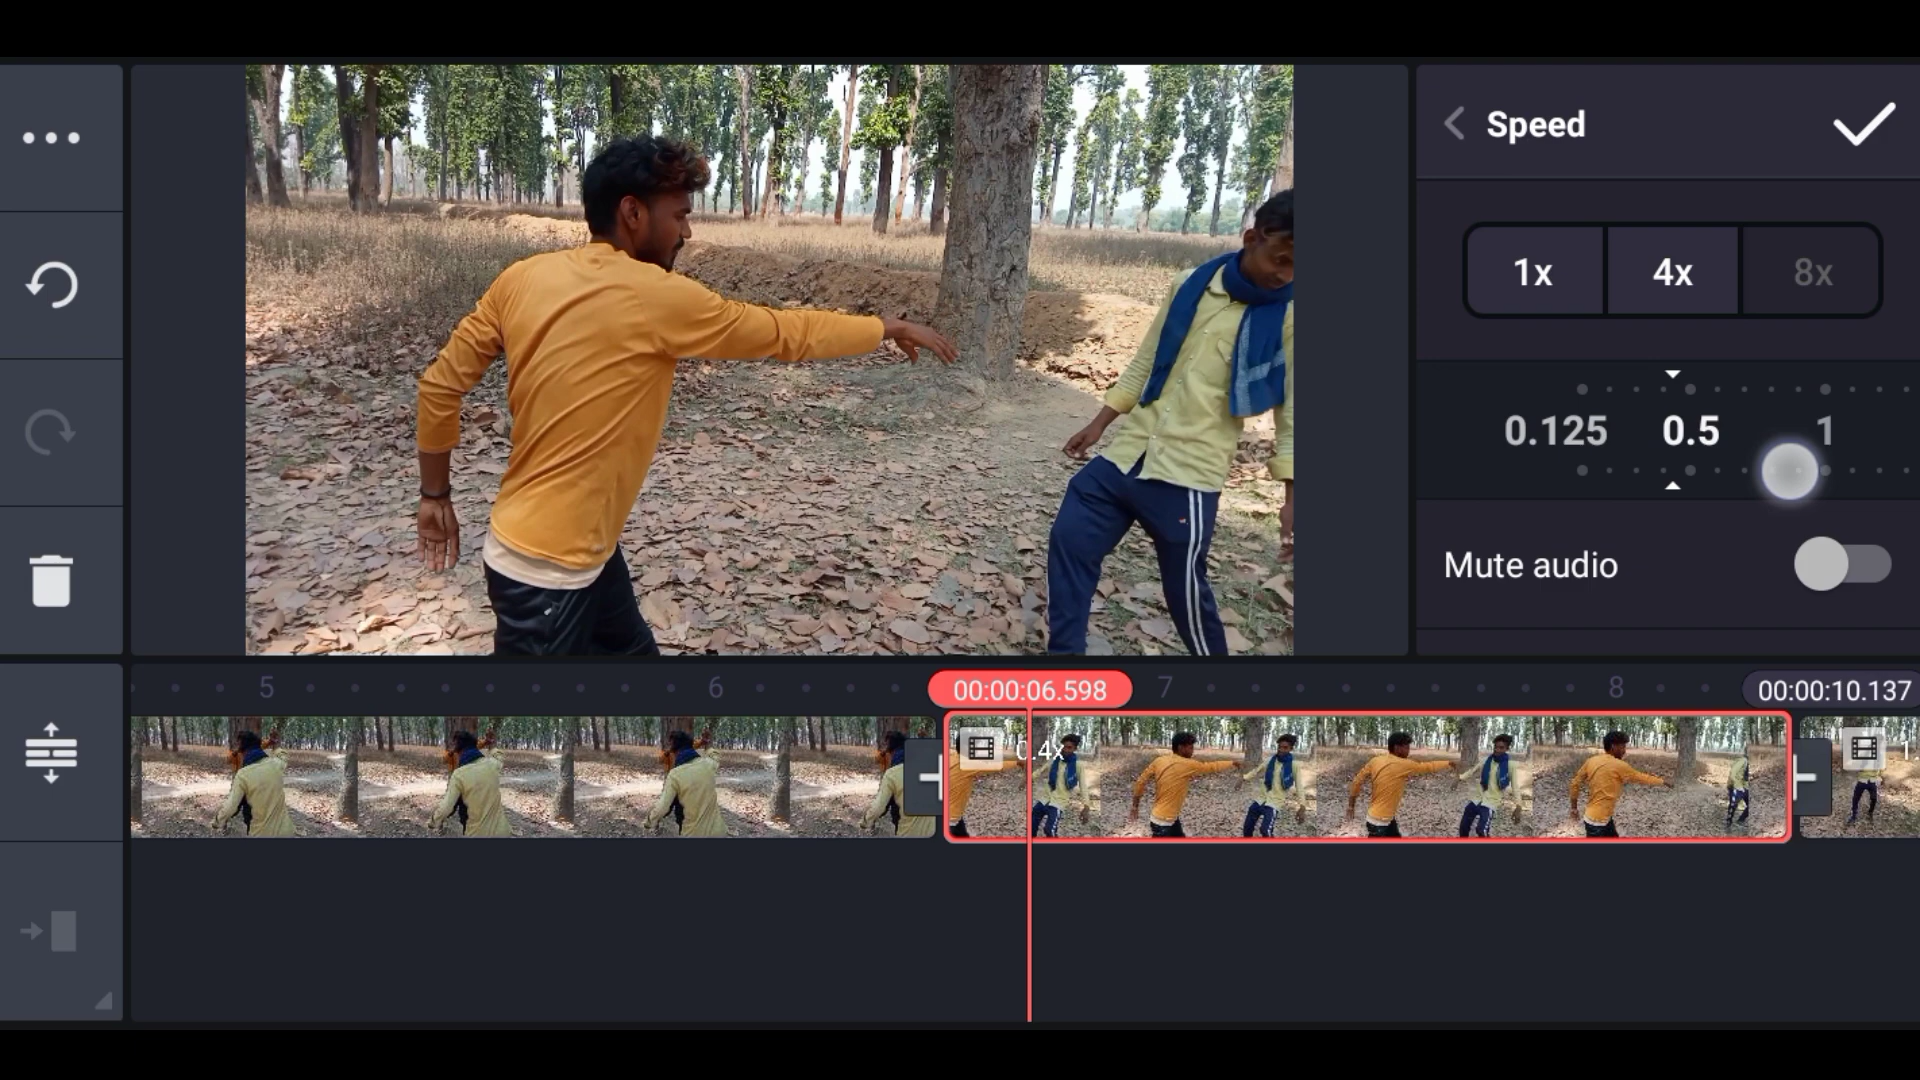 Speed
1x 4x 8x
0.125 0.5 1
Mute audio
5 6 00:00:06.598 7 8 00:00:10.137
0.4x